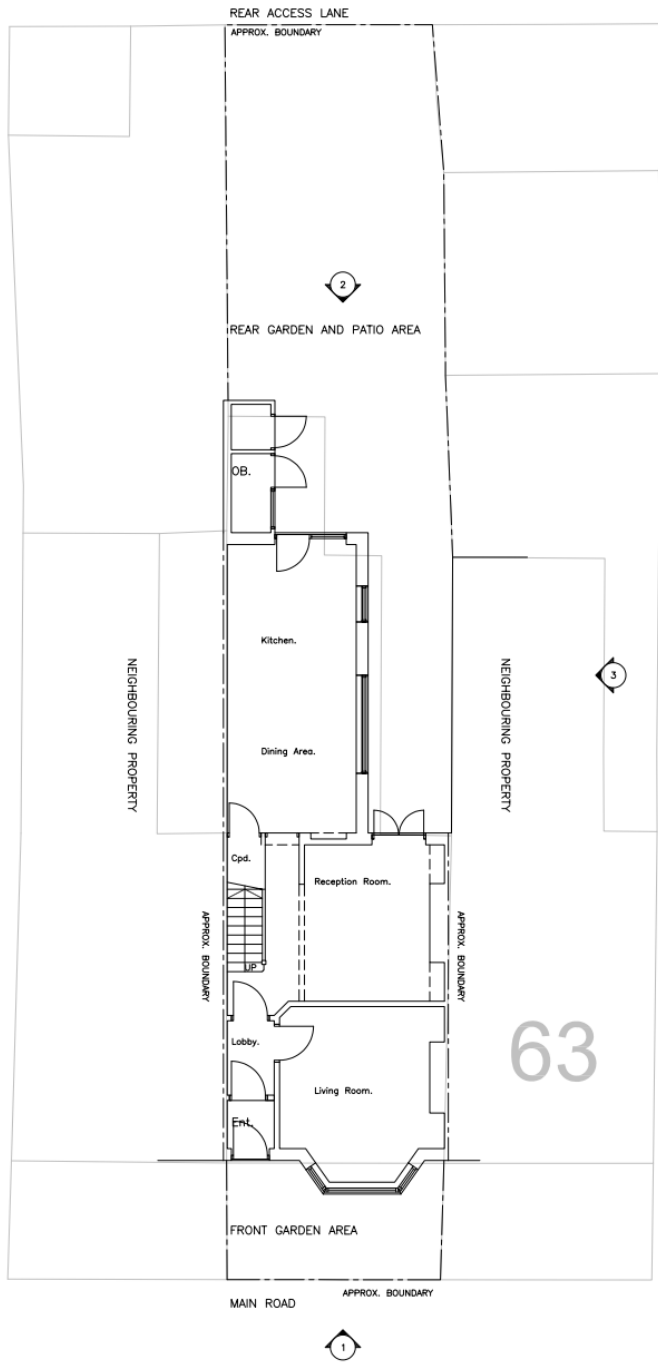 REAR ACCESS LANE
APPROX. BOUNDARY
2
REAR GARDEN AND PATIO AREA
OB.
Kitchen.
NEIGHBOURING PROPERTY
NEIGHBOURING PROPERTY
3
Dining Area.
Cpd.
Reception Room.
APPROX. BOUNDARY
APPROX. BOUNDARY
UP
Lobby.
63
Living Room.
Ent.
FRONT GARDEN AREA
APPROX. BOUNDARY
MAIN ROAD
1